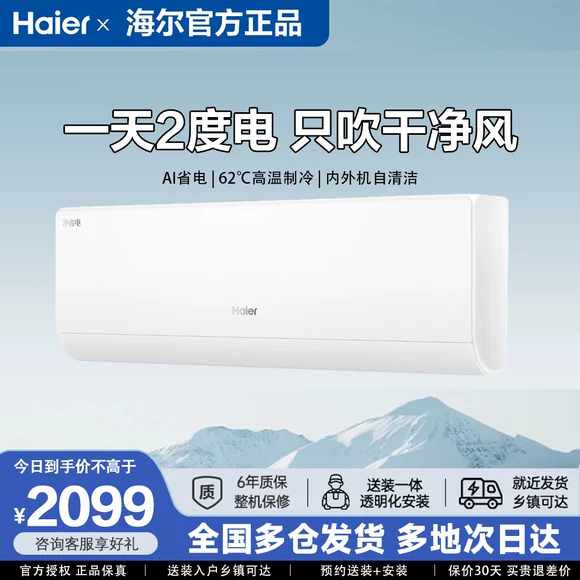 Haier × 海尔官方正品
一天2度电 只吹干净风
AI省电 | 62℃高温制冷 | 内外机自清洁
净省电
Haier
今日到手价不高于
¥2099
咨询客服享好礼
质
6年质保
整机保修
送装一体
透明化安装
就近发货
乡镇可达
全国多仓发货 多地次日达
官方授权 正品保真 | 送装入户乡镇可达 | 预约送装+安装 | 保价30天 买贵退差价